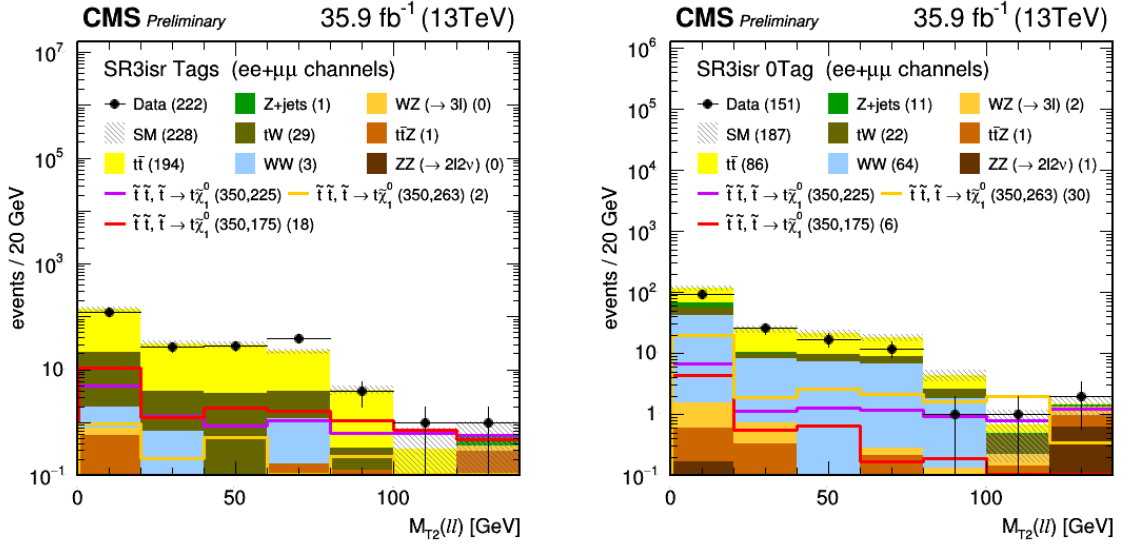 CMS Preliminary 35.9 fb⁻¹ (13TeV)
SR3isr Tags (ee+μμ channels)
Data (222) Z+jets (1) WZ (→ 3l) (0)
SM (228) tW (29) tt̄Z (1)
tt̄ (194) WW (3) ZZ (→ 2l2ν) (0)
t̃ t̃, t̃ → tχ̃₁⁰ (350,225) t̃ t̃, t̃ → tχ̃₁⁰ (350,263) (2)
t̃ t̃, t̃ → tχ̃₁⁰ (350,175) (18)
events / 20 GeV
10⁷
10⁵
10³
10
10⁻¹
0 50 100
M_T2(ll) [GeV]
CMS Preliminary 35.9 fb⁻¹ (13TeV)
SR3isr 0Tag (ee+μμ channels)
Data (151) Z+jets (11) WZ (→ 3l) (2)
SM (187) tW (22) tt̄Z (1)
tt̄ (86) WW (64) ZZ (→ 2l2ν) (1)
t̃ t̃, t̃ → tχ̃₁⁰ (350,225) t̃ t̃, t̃ → tχ̃₁⁰ (350,263) (30)
t̃ t̃, t̃ → tχ̃₁⁰ (350,175) (6)
events / 20 GeV
10⁶
10⁵
10⁴
10³
10²
10
1
10⁻¹
0 50 100
M_T2(ll) [GeV]